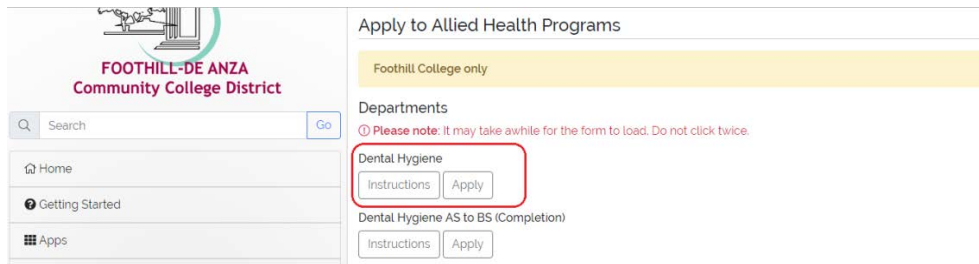 FOOTHILL-DE ANZA
Community College District
Search
Go
Home
Getting Started
Apps
Apply to Allied Health Programs
Foothill College only
Departments
Please note: It may take awhile for the form to load. Do not click twice.
Dental Hygiene
Instructions Apply
Dental Hygiene AS to BS (Completion)
Instructions Apply